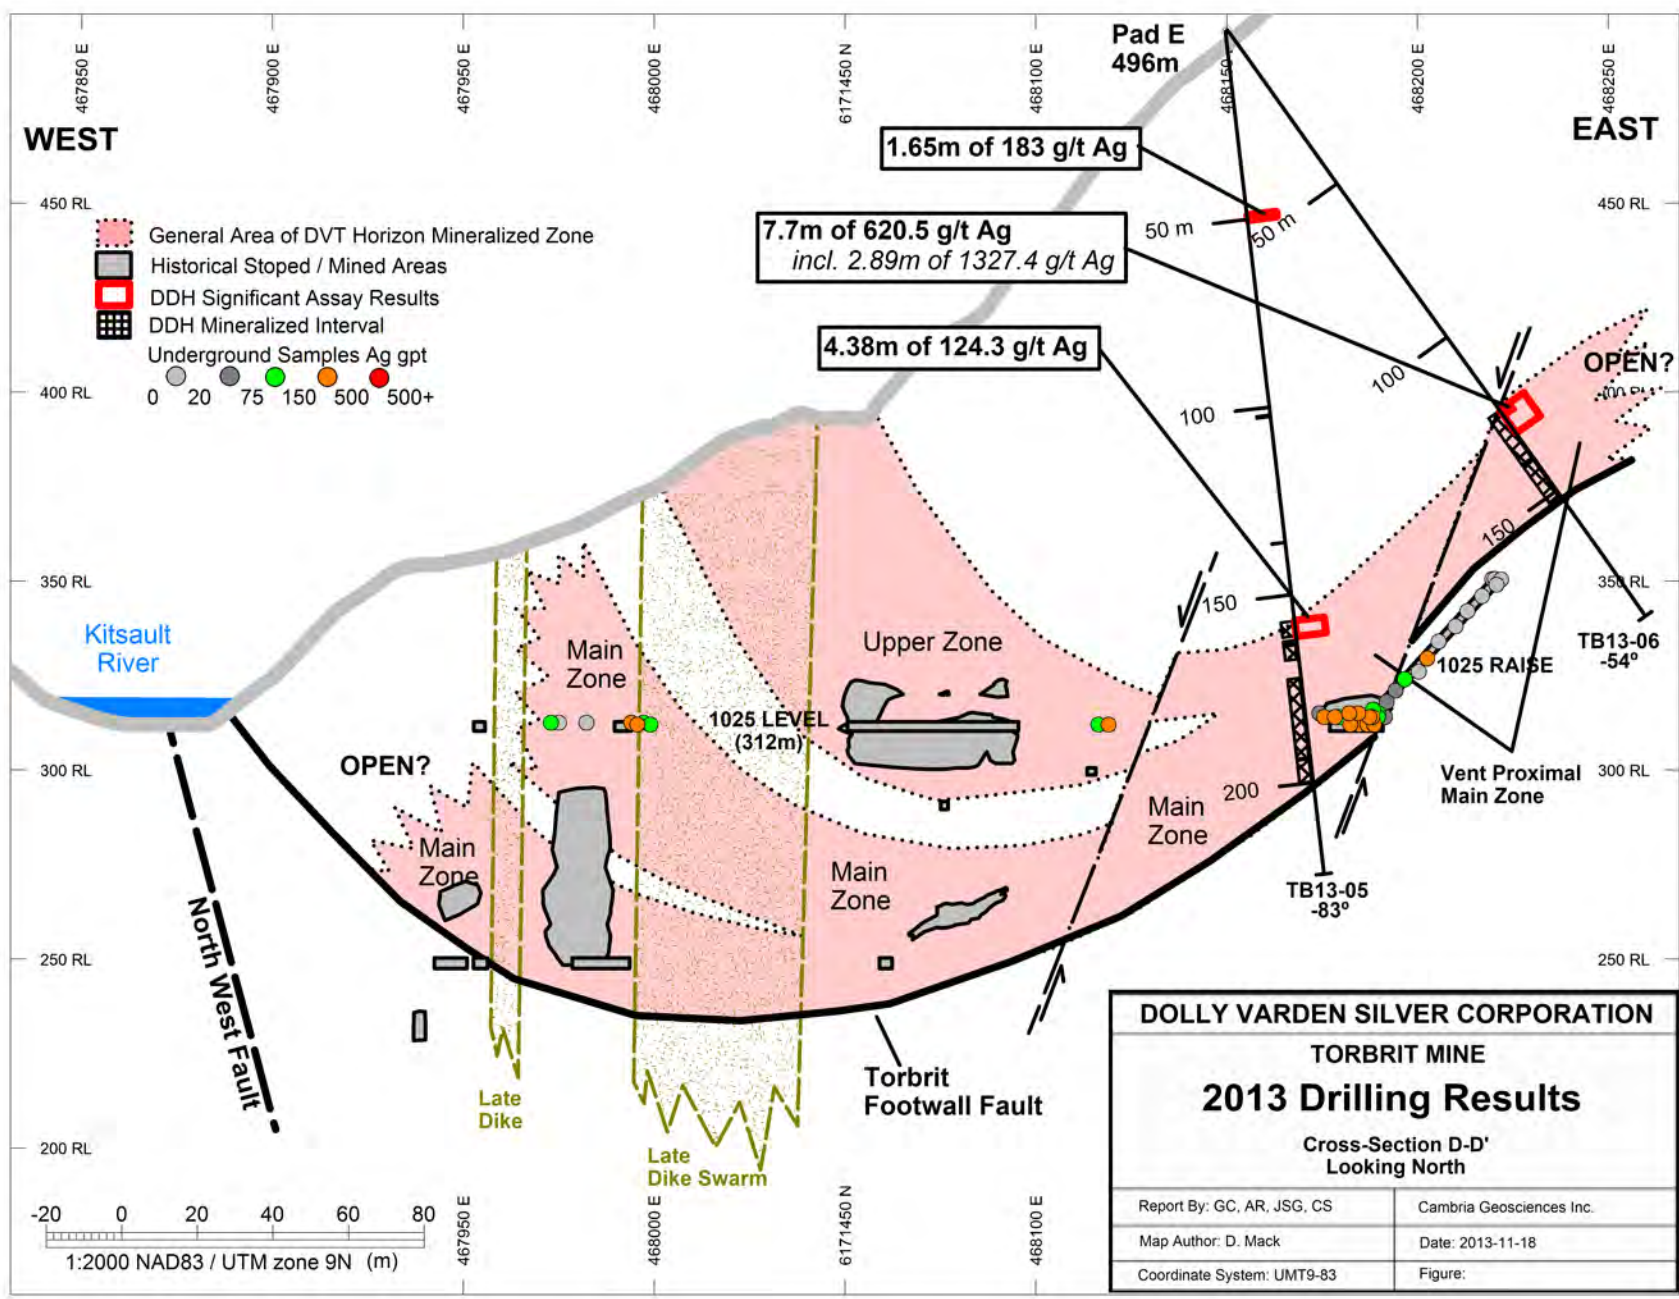 467850 E
467900 E
467950 E
468000 E
6171450 N
468100 E
468150
468200 E
468250 E
Pad E
496m
WEST
EAST
1.65m of 183 g/t Ag
450 RL
450 RL
50 m
50 m
General Area of DVT Horizon Mineralized Zone
Historical Stoped / Mined Areas
DDH Significant Assay Results
DDH Mineralized Interval
Underground Samples Ag gpt
0 20 75 150 500 500+
7.7m of 620.5 g/t Ag
incl. 2.89m of 1327.4 g/t Ag
4.38m of 124.3 g/t Ag
OPEN?
400 RL
400 RL
100
100
150
150
350 RL
350 RL
Kitsault
River
Main
Zone
Upper Zone
TB13-06
-54º
1025 RAISE
1025 LEVEL
(312m)
OPEN?
300 RL
300 RL
200
Vent Proximal
Main Zone
Main
Zone
Main
Zone
Main
Zone
TB13-05
-83º
North West Fault
250 RL
250 RL
Torbrit
Footwall Fault
Late
Dike
Late
Dike Swarm
200 RL
467950 E
468000 E
6171450 N
468100 E
-20 0 20 40 60 80
1:2000 NAD83 / UTM zone 9N (m)
DOLLY VARDEN SILVER CORPORATION
TORBRIT MINE
2013 Drilling Results
Cross-Section D-D'
Looking North
Report By: GC, AR, JSG, CS
Cambria Geosciences Inc.
Map Author: D. Mack
Date: 2013-11-18
Coordinate System: UMT9-83
Figure: